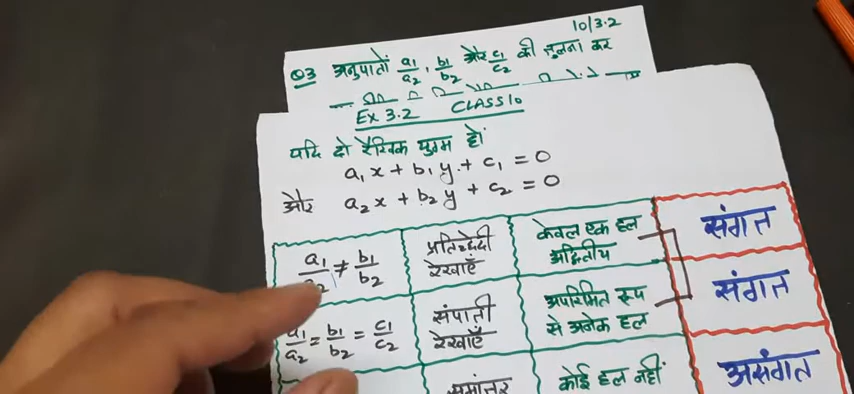 10/3.2
Q3 अनुपातों a₁/a₂, b₁/b₂ और c₁/c₂ की तुलना कर
Ex 3.2 CLASS 10
यदि दो रैखिक युग्म हों
a₁x + b₁y + c₁ = 0
और a₂x + b₂y + c₂ = 0
a₁/a₂ ≠ b₁/b₂
प्रतिच्छेदी
रेखाएँ
केवल एक हल
अद्वितीय
संगत
a₁/a₂ = b₁/b₂ = c₁/c₂
संपाती
रेखाएँ
अपरिमित रूप
से अनेक हल
संगत
समांतर
कोई हल नहीं
असंगत